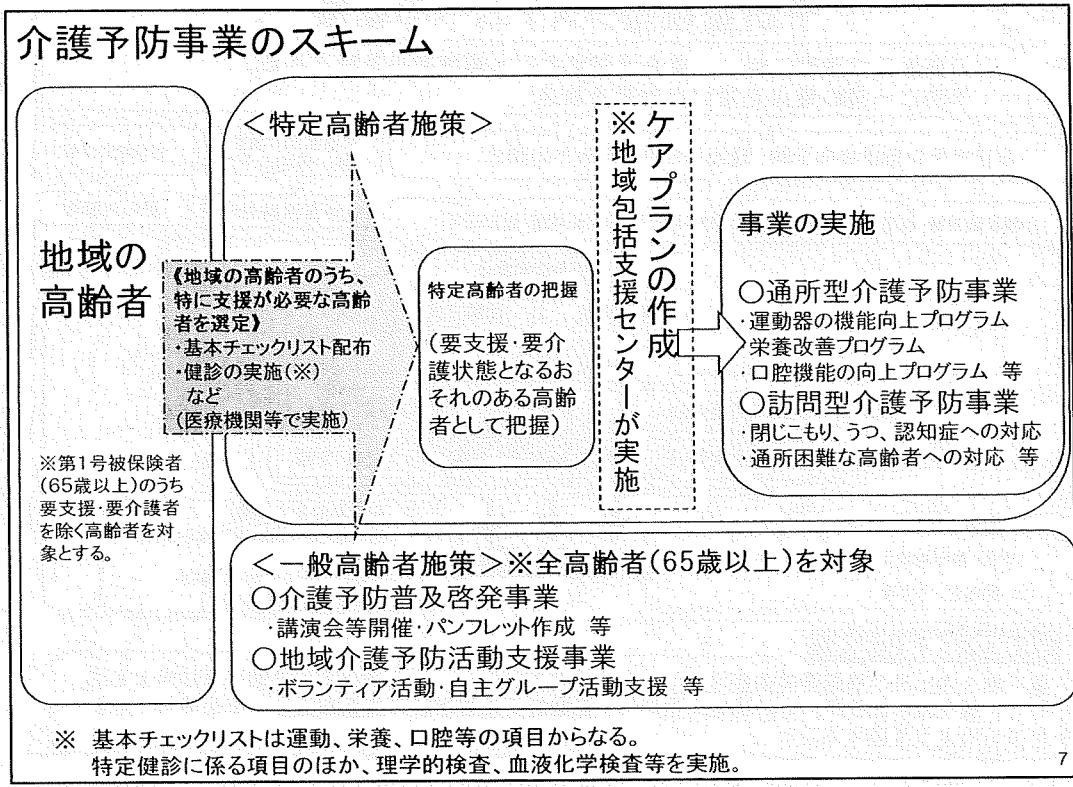 介護予防事業のスキーム
地域の
高齢者
※第1号被保険者
(65歳以上)のうち
要支援・要介護者
を除く高齢者を対
象とする。
＜特定高齢者施策＞
《地域の高齢者のうち、
特に支援が必要な高齢
者を選定》
・基本チェックリスト配布
・健診の実施(※)
など
(医療機関等で実施)
特定高齢者の把握
(要支援・要介
護状態となるお
それのある高齢
者として把握)
ケアプランの作成
※地域包括支援センターが実施
事業の実施
○通所型介護予防事業
・運動器の機能向上プログラム
・栄養改善プログラム
・口腔機能の向上プログラム 等
○訪問型介護予防事業
・閉じこもり、うつ、認知症への対応
・通所困難な高齢者への対応 等
＜一般高齢者施策＞※全高齢者(65歳以上)を対象
○介護予防普及啓発事業
・講演会等開催・パンフレット作成 等
○地域介護予防活動支援事業
・ボランティア活動・自主グループ活動支援 等
※ 基本チェックリストは運動、栄養、口腔等の項目からなる。
特定健診に係る項目のほか、理学的検査、血液化学検査等を実施。
7